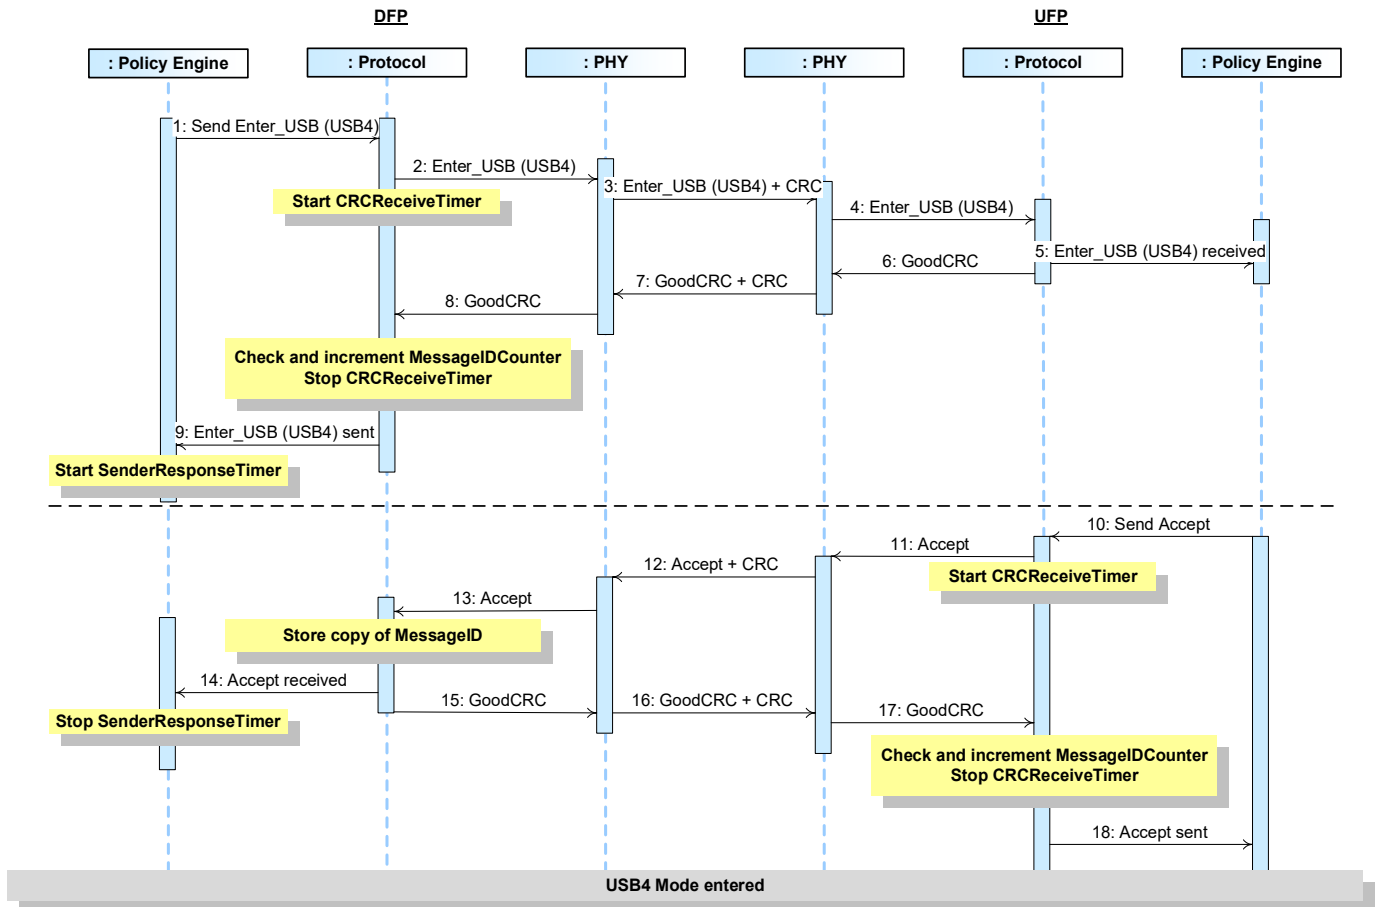 DFP
UFP
: Policy Engine
: Protocol
: PHY
: PHY
: Protocol
: Policy Engine
1: Send Enter_USB (USB4)
2: Enter_USB (USB4)
3: Enter_USB (USB4) + CRC
Start CRCReceiveTimer
4: Enter_USB (USB4)
5: Enter_USB (USB4) received
6: GoodCRC
7: GoodCRC + CRC
8: GoodCRC
Check and increment MessageIDCounter
Stop CRCReceiveTimer
9: Enter_USB (USB4) sent
Start SenderResponseTimer
10: Send Accept
11: Accept
12: Accept + CRC
Start CRCReceiveTimer
13: Accept
Store copy of MessageID
14: Accept received
15: GoodCRC
16: GoodCRC + CRC
17: GoodCRC
Stop SenderResponseTimer
Check and increment MessageIDCounter
Stop CRCReceiveTimer
18: Accept sent
USB4 Mode entered